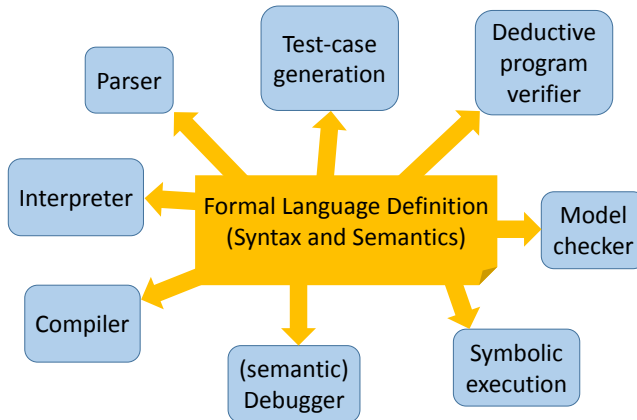 Test-case
generation
Deductive
program
verifier
Parser
Interpreter
Formal Language Definition
(Syntax and Semantics)
Model
checker
Compiler
(semantic)
Debugger
Symbolic
execution